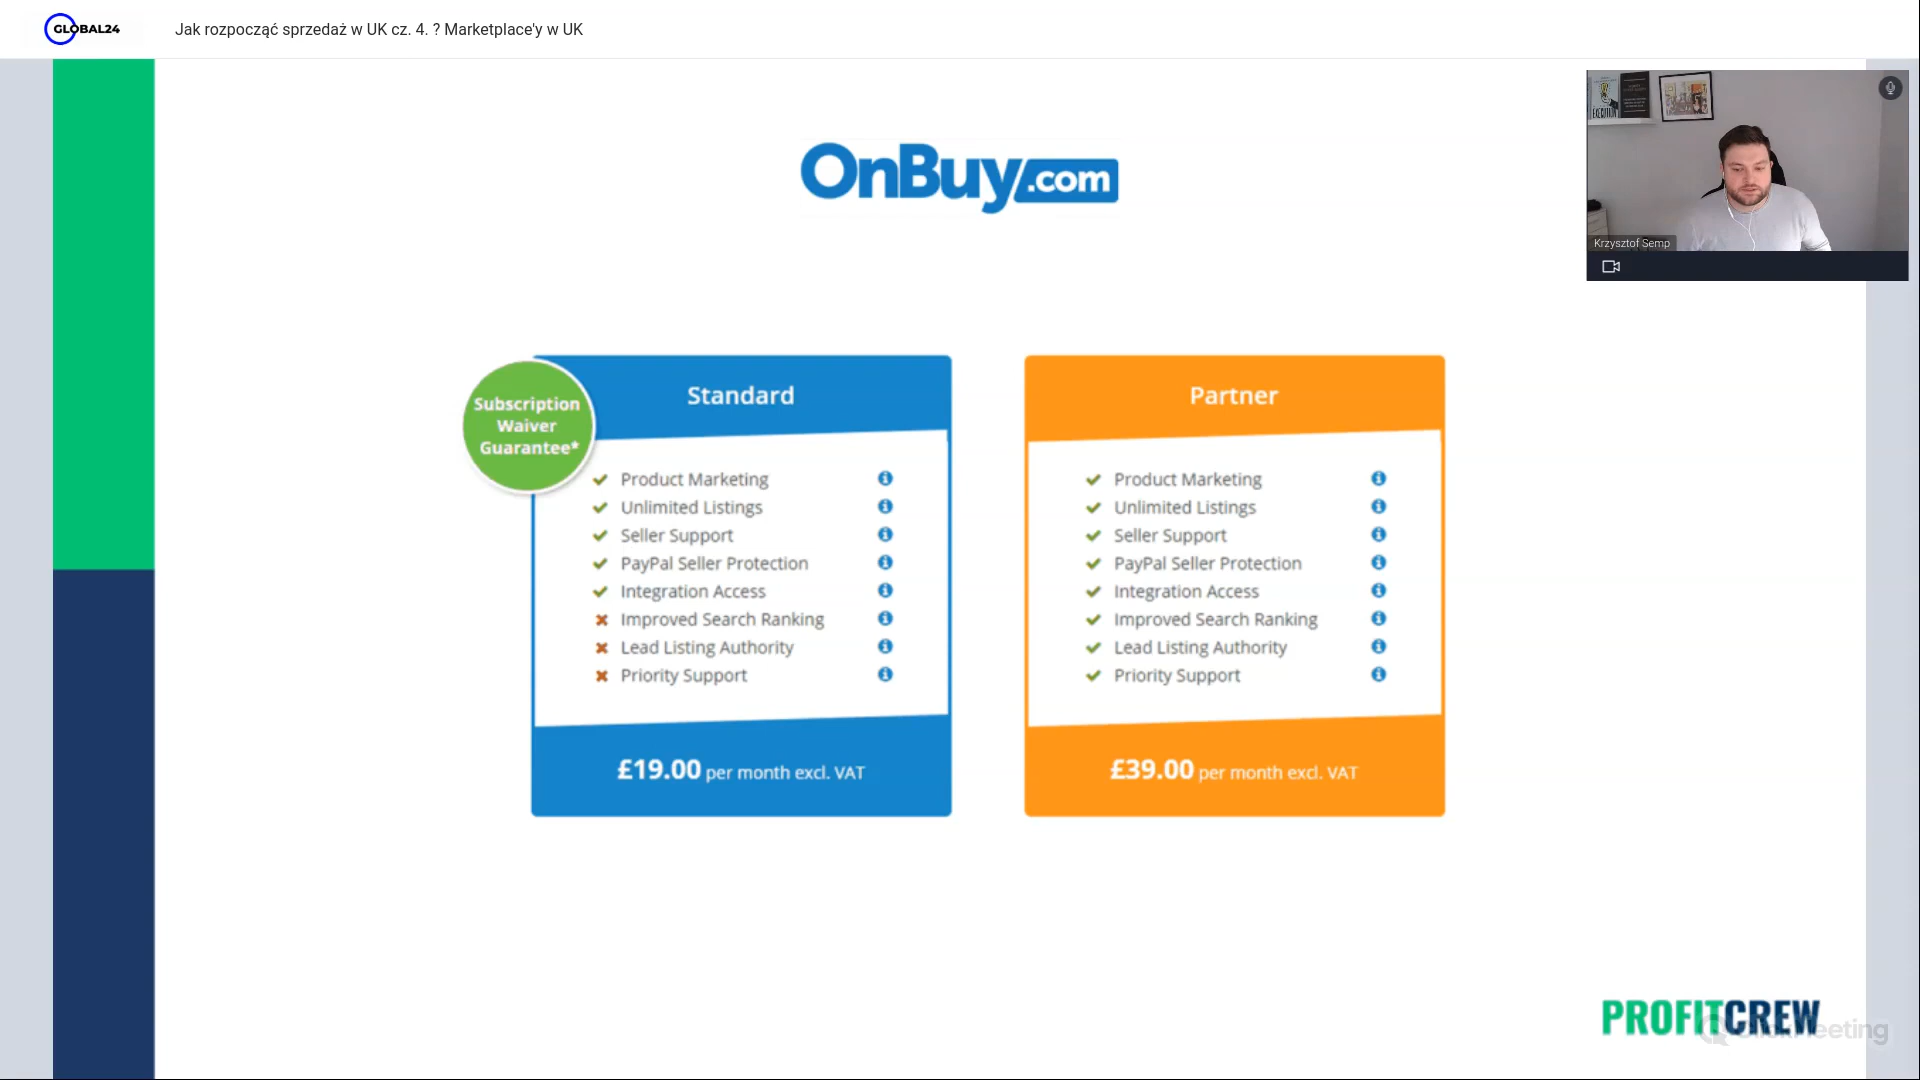 GLOBAL24
Jak rozpocząć sprzedaż w UK cz. 4. ? Marketplace'y w UK
EXECUTION
Krzysztof Semp
OnBuy.com
Subscription
Waiver
Guarantee*
Standard
Product Marketing
Unlimited Listings
Seller Support
PayPal Seller Protection
Integration Access
Improved Search Ranking
Lead Listing Authority
Priority Support
£19.00 per month excl. VAT
Partner
Product Marketing
Unlimited Listings
Seller Support
PayPal Seller Protection
Integration Access
Improved Search Ranking
Lead Listing Authority
Priority Support
£39.00 per month excl. VAT
PROFITCREW
ClickMeeting